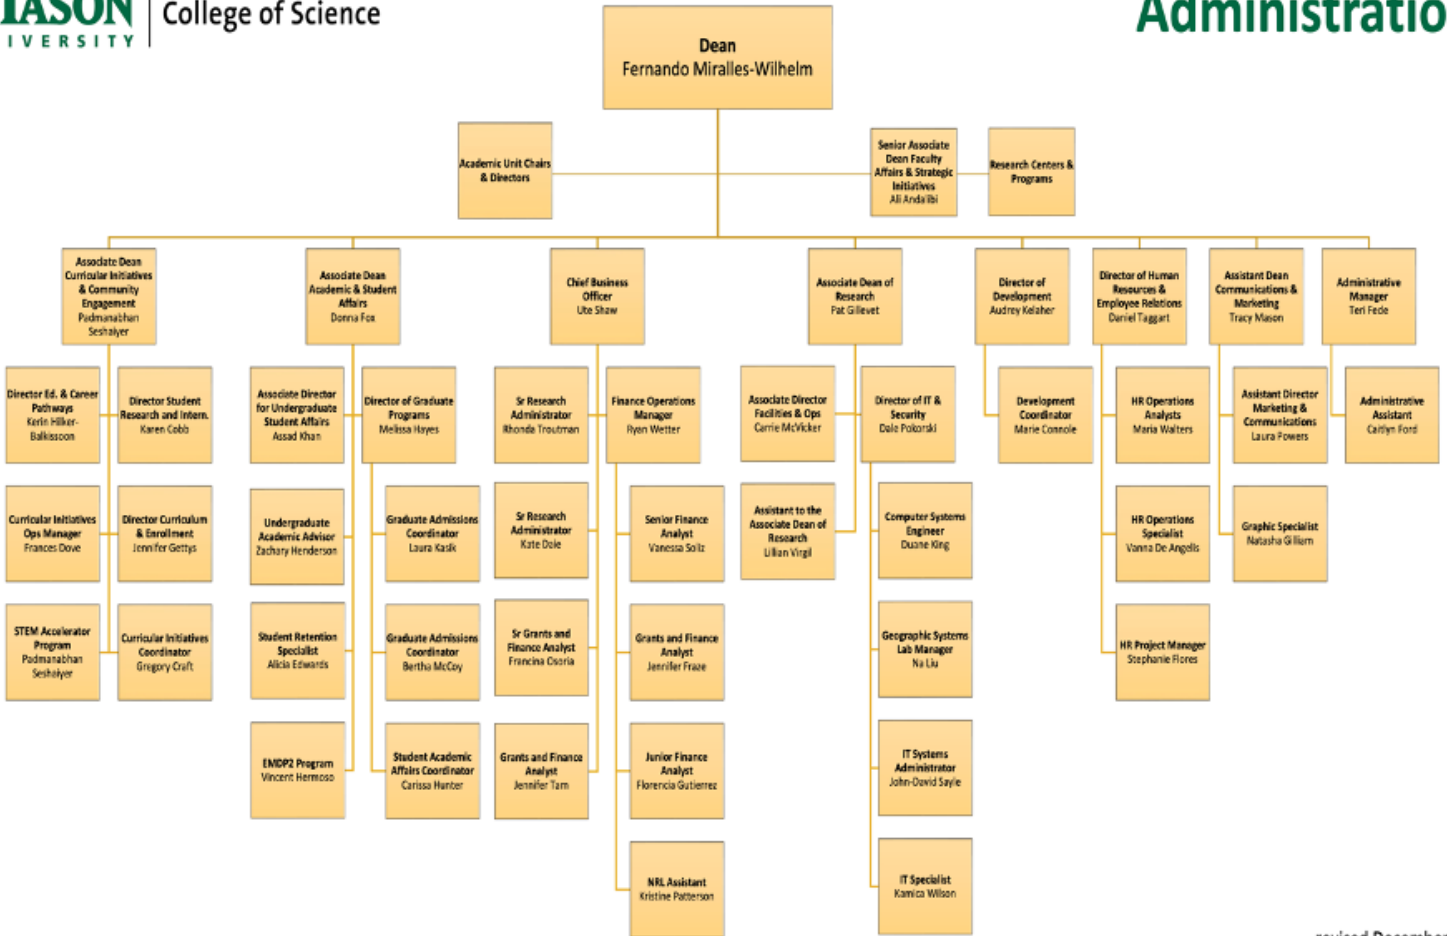 IASON
IVERSITY
College of Science
Administratio
Dean
Fernando Miralles-Wilhelm
Academic Unit Chairs
& Directors
Senior Associate
Dean Faculty
Affairs & Strategic
Initiatives
Ali Andalibi
Research Centers &
Programs
Associate Dean
Curricular Initiatives
& Community
Engagement
Padmanabhan
Seshaiyer
Associate Dean
Academic & Student
Affairs
Donna Fox
Chief Business
Officer
Ute Shaw
Associate Dean of
Research
Pat Gillevet
Director of
Development
Audrey Kelaher
Director of Human
Resources &
Employee Relations
Daniel Taggart
Assistant Dean
Communications &
Marketing
Tracy Mason
Administrative
Manager
Teri Fede
Director Ed. & Career
Pathways
Kerin Hilker-
Balkissoon
Director Student
Research and Intern.
Karen Cobb
Associate Director
for Undergraduate
Student Affairs
Assad Khan
Director of Graduate
Programs
Melissa Hayes
Sr Research
Administrator
Rhonda Troutman
Finance Operations
Manager
Ryan Wetter
Associate Director
Facilities & Ops
Carrie McVicker
Director of IT &
Security
Dale Pokorski
Development
Coordinator
Marie Connole
HR Operations
Analysts
Maria Walters
Assistant Director
Marketing &
Communications
Laura Powers
Administrative
Assistant
Caitlyn Ford
Curricular Initiatives
Ops Manager
Frances Dove
Director Curriculum
& Enrollment
Jennifer Gettys
Undergraduate
Academic Advisor
Zachary Henderson
Graduate Admissions
Coordinator
Laura Kasik
Sr Research
Administrator
Kate Daie
Senior Finance
Analyst
Vanessa Soliz
Assistant to the
Associate Dean of
Research
Lillian Virgil
Computer Systems
Engineer
Duane King
HR Operations
Specialist
Vanna De Angelis
Graphic Specialist
Natasha Gilliam
STEM Accelerator
Program
Padmanabhan
Seshaiyer
Curricular Initiatives
Coordinator
Gregory Craft
Student Retention
Specialist
Alicia Edwards
Graduate Admissions
Coordinator
Bertha McCoy
Sr Grants and
Finance Analyst
Francina Osoria
Grants and Finance
Analyst
Jennifer Fraze
Geographic Systems
Lab Manager
Na Liu
HR Project Manager
Stephanie Flores
EMDP2 Program
Vincent Hermoso
Student Academic
Affairs Coordinator
Carissa Hunter
Grants and Finance
Analyst
Jennifer Tam
Junior Finance
Analyst
Florencia Gutierrez
IT Systems
Administrator
John-David Sayle
NRL Assistant
Kristine Patterson
IT Specialist
Kamica Wilson
revised December